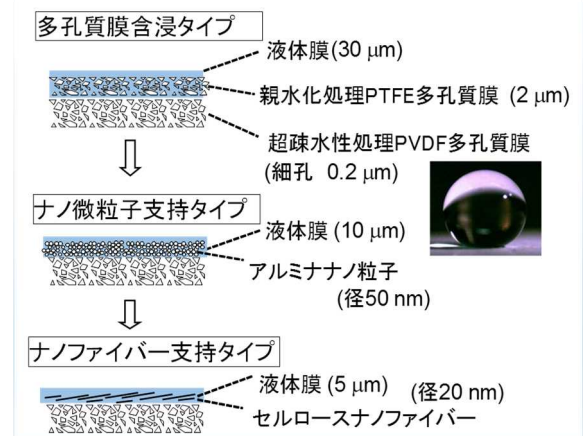 多孔質膜含浸タイプ
液体膜(30 μm)
親水化処理PTFE多孔質膜 (2 μm)
超疎水性処理PVDF多孔質膜
(細孔 0.2 μm)
ナノ微粒子支持タイプ
液体膜(10 μm)
アルミナナノ粒子
(径50 nm)
ナノファイバー支持タイプ
液体膜(5 μm) (径20 nm)
セルロースナノファイバー